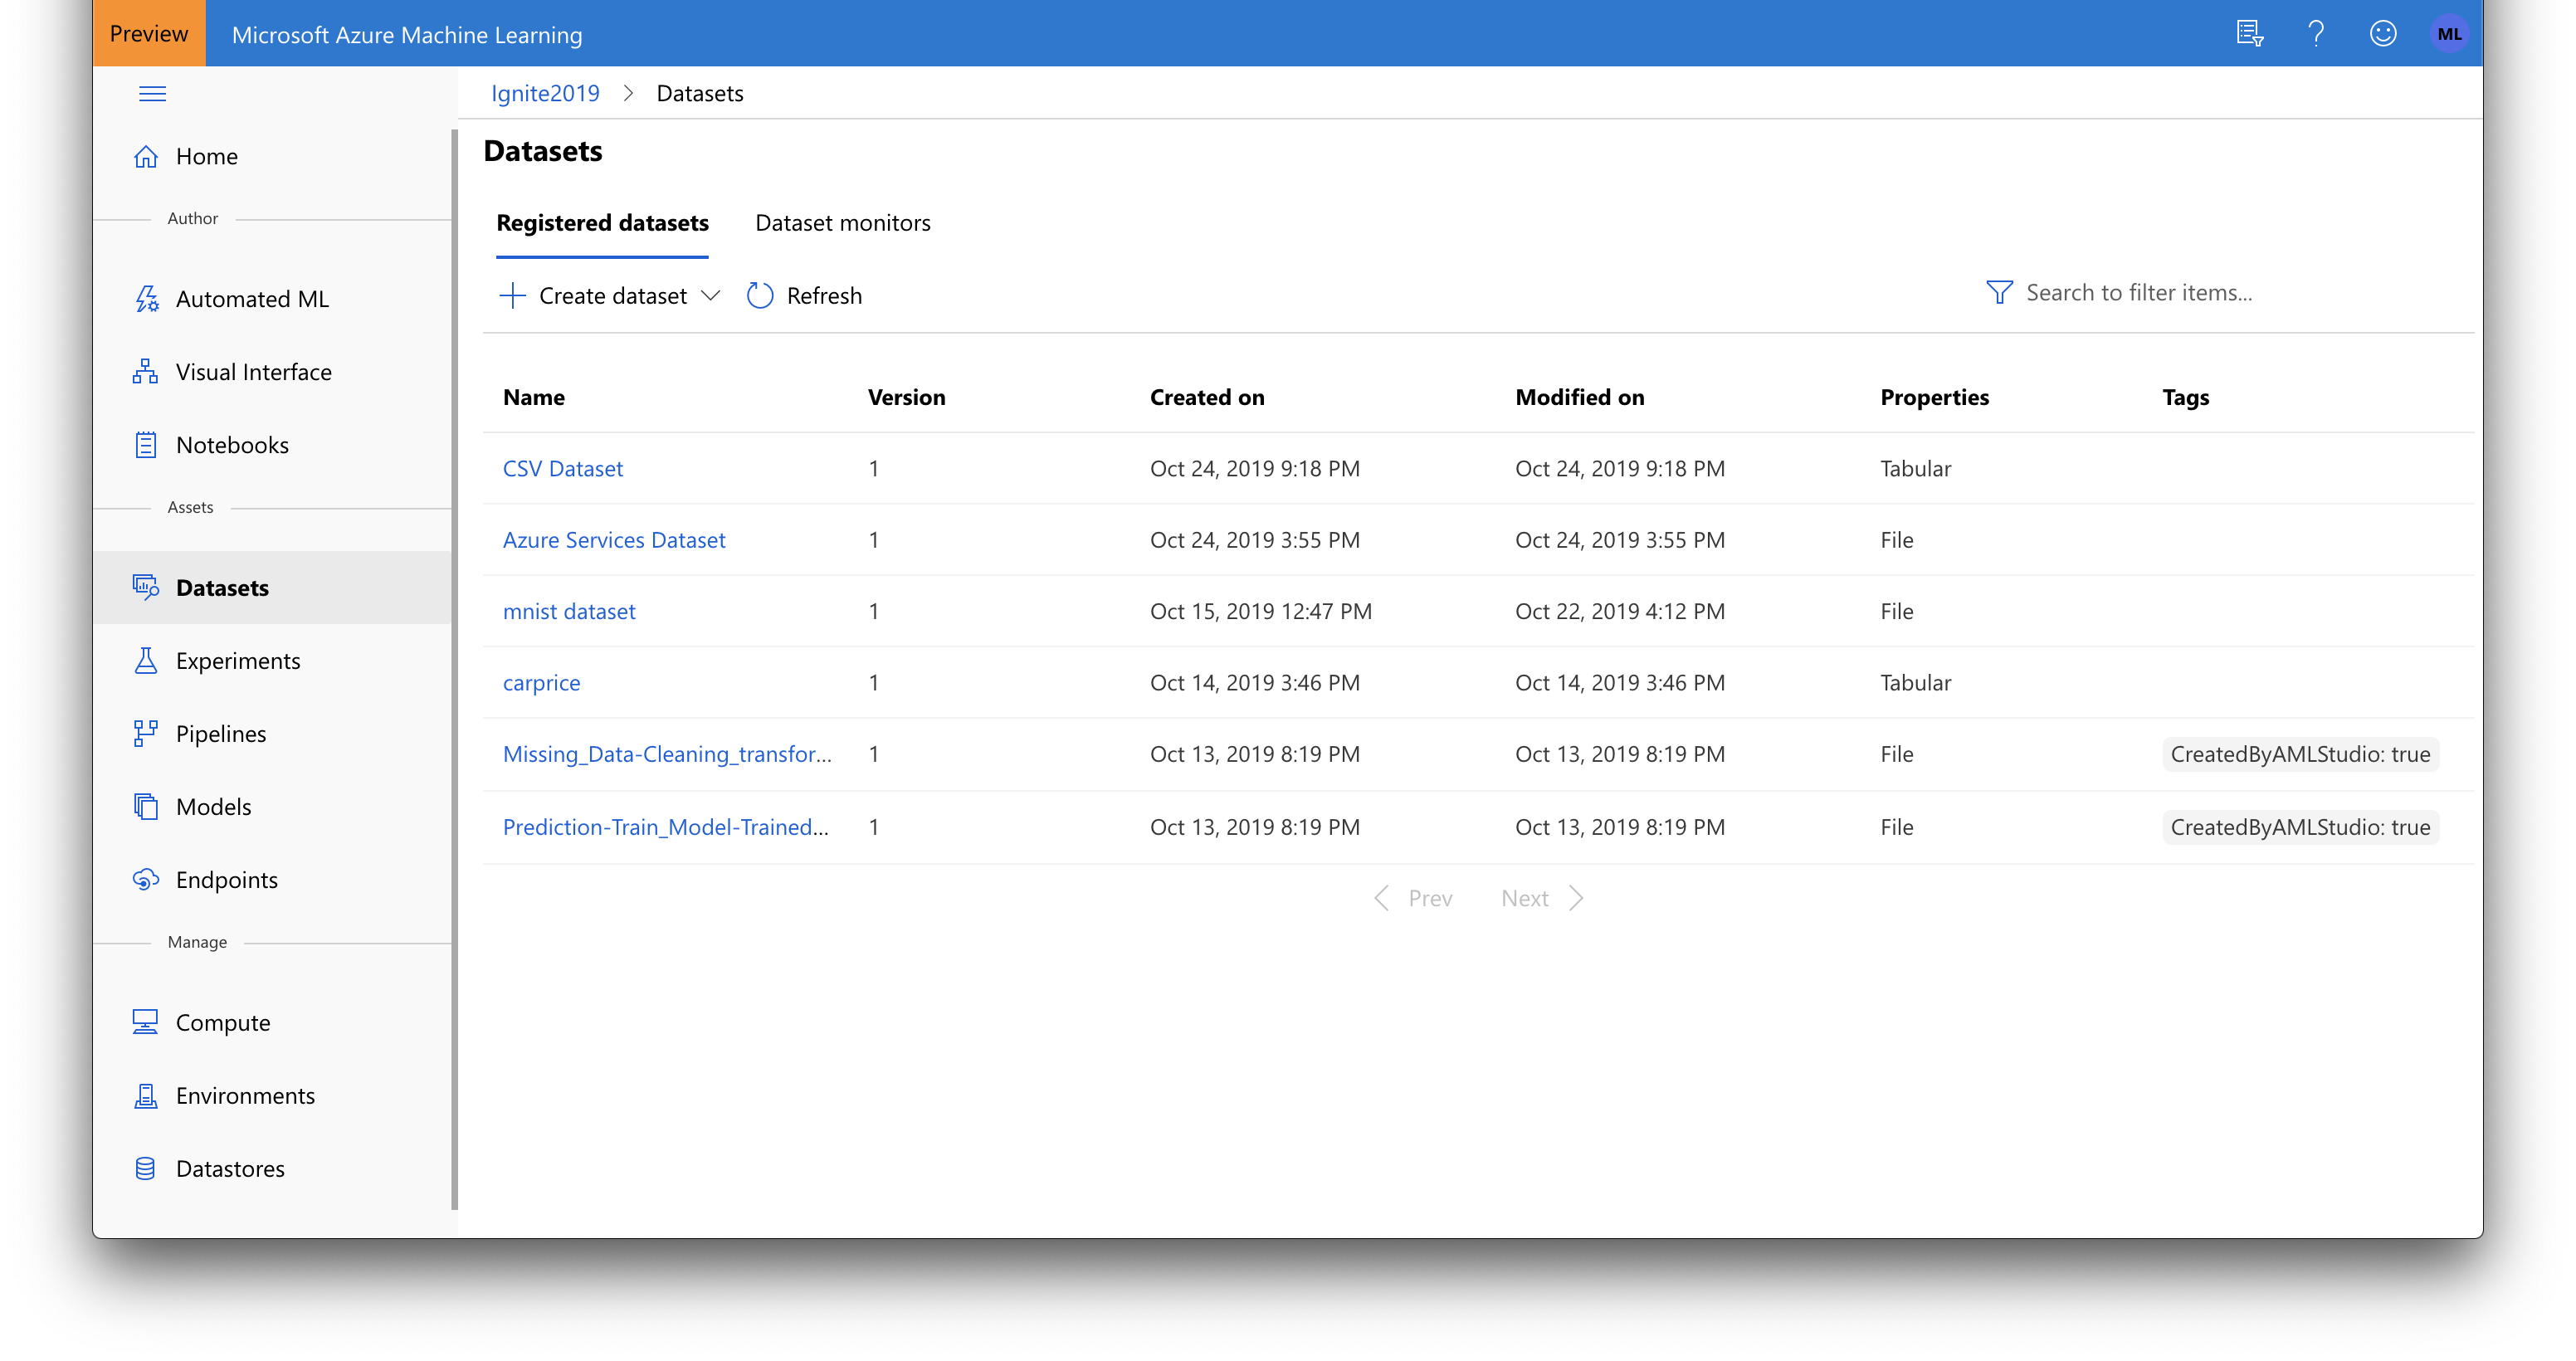 Preview Microsoft Azure Machine Learning ML
Ignite2019 > Datasets
Home
Author
Automated ML
Visual Interface
Notebooks
Assets
Datasets
Experiments
Pipelines
Models
Endpoints
Manage
Compute
Environments
Datastores
Datasets
Registered datasets Dataset monitors
Create dataset Refresh Search to filter items...
Name Version Created on Modified on Properties Tags
CSV Dataset 1 Oct 24, 2019 9:18 PM Oct 24, 2019 9:18 PM Tabular
Azure Services Dataset 1 Oct 24, 2019 3:55 PM Oct 24, 2019 3:55 PM File
mnist dataset 1 Oct 15, 2019 12:47 PM Oct 22, 2019 4:12 PM File
carprice 1 Oct 14, 2019 3:46 PM Oct 14, 2019 3:46 PM Tabular
Missing_Data-Cleaning_transfor... 1 Oct 13, 2019 8:19 PM Oct 13, 2019 8:19 PM File CreatedByAMLStudio: true
Prediction-Train_Model-Trained... 1 Oct 13, 2019 8:19 PM Oct 13, 2019 8:19 PM File CreatedByAMLStudio: true
Prev Next